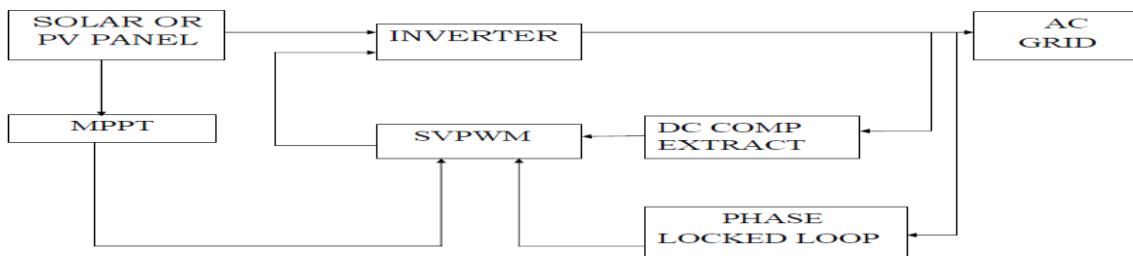 SOLAR OR
PV PANEL
INVERTER
AC
GRID
MPPT
SVPWM
DC COMP
EXTRACT
PHASE
LOCKED LOOP